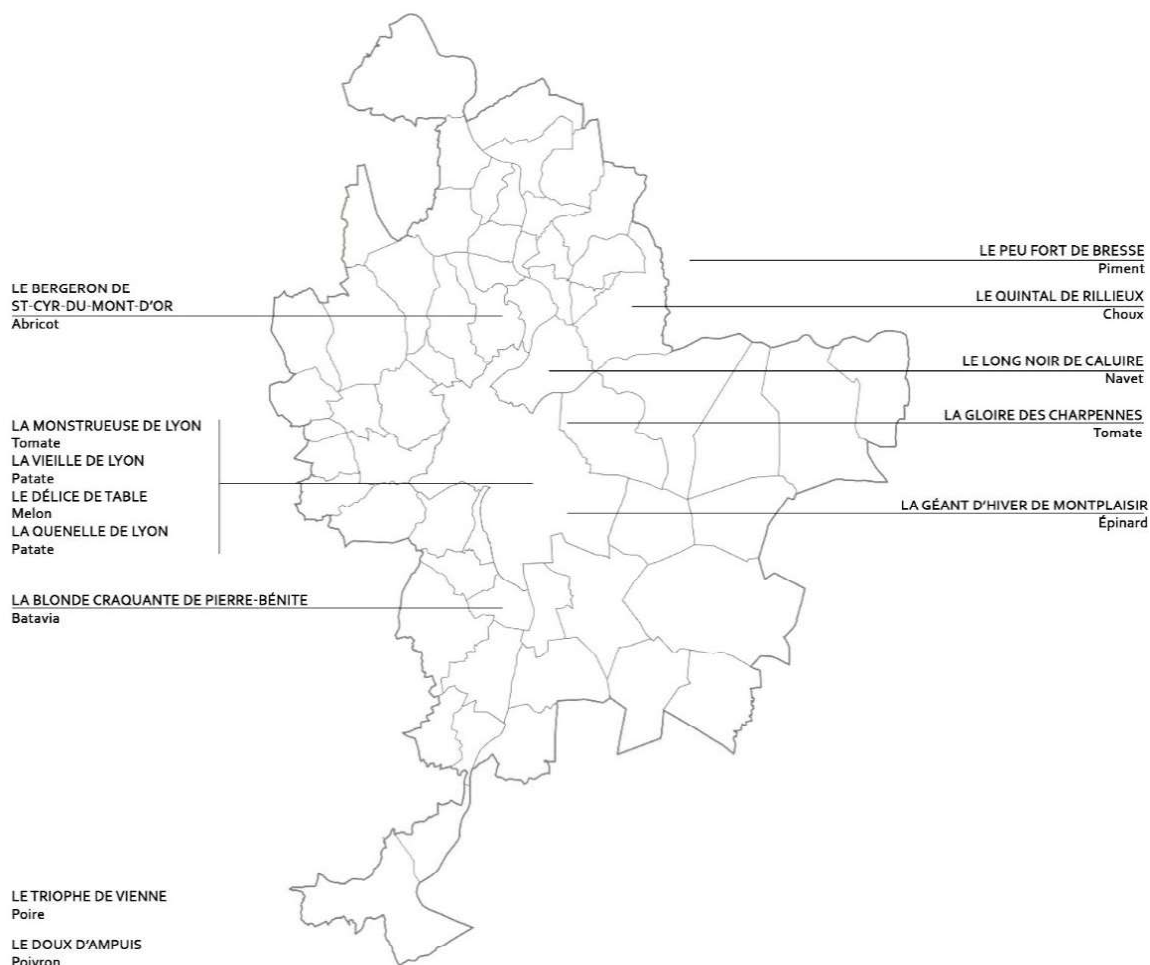 LE BERGERON DE
ST-CYR-DU-MONT-D'OR
Abricot
LA MONSTRUEUSE DE LYON
Tomate
LA VIEILLE DE LYON
Patate
LE DÉLICE DE TABLE
Melon
LA QUENELLE DE LYON
Patate
LA BLONDE CRAQUANTE DE PIERRE-BÉNITE
Batavia
LE TRIOPHE DE VIENNE
Poire
LE DOUX D'AMPUIS
Poivron
LE PEU FORT DE BRESSE
Piment
LE QUINTAL DE RILLIEUX
Choux
LE LONG NOIR DE CALUIRE
Navet
LA GLOIRE DES CHARPENNES
Tomate
LA GÉANT D'HIVER DE MONTPLAISIR
Épinard